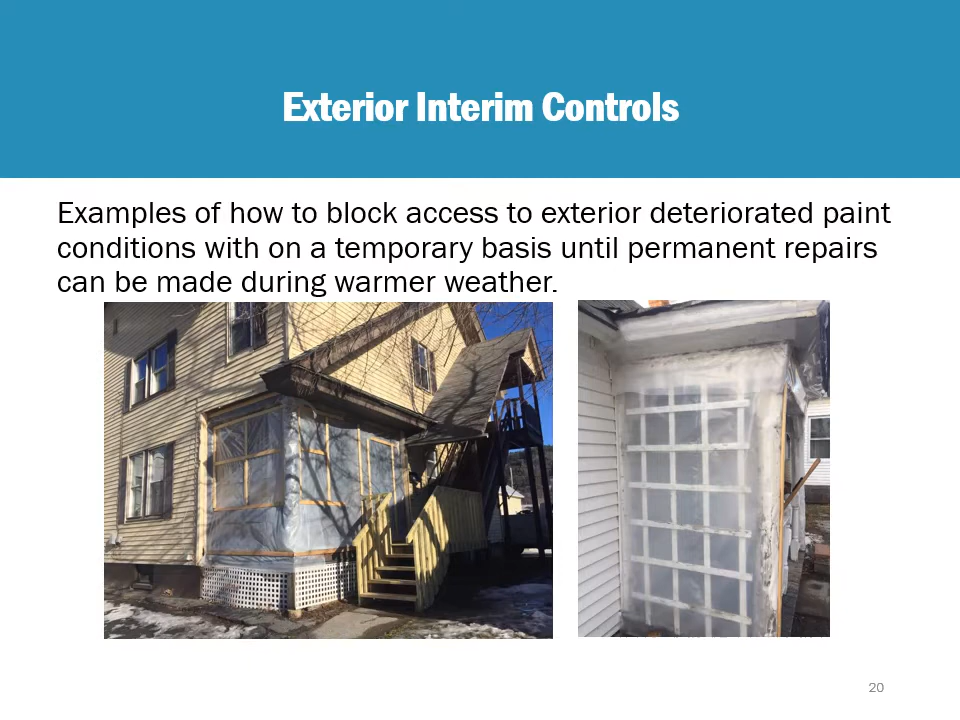 Exterior Interim Controls
Examples of how to block access to exterior deteriorated paint
conditions with on a temporary basis until permanent repairs
can be made during warmer weather.
20